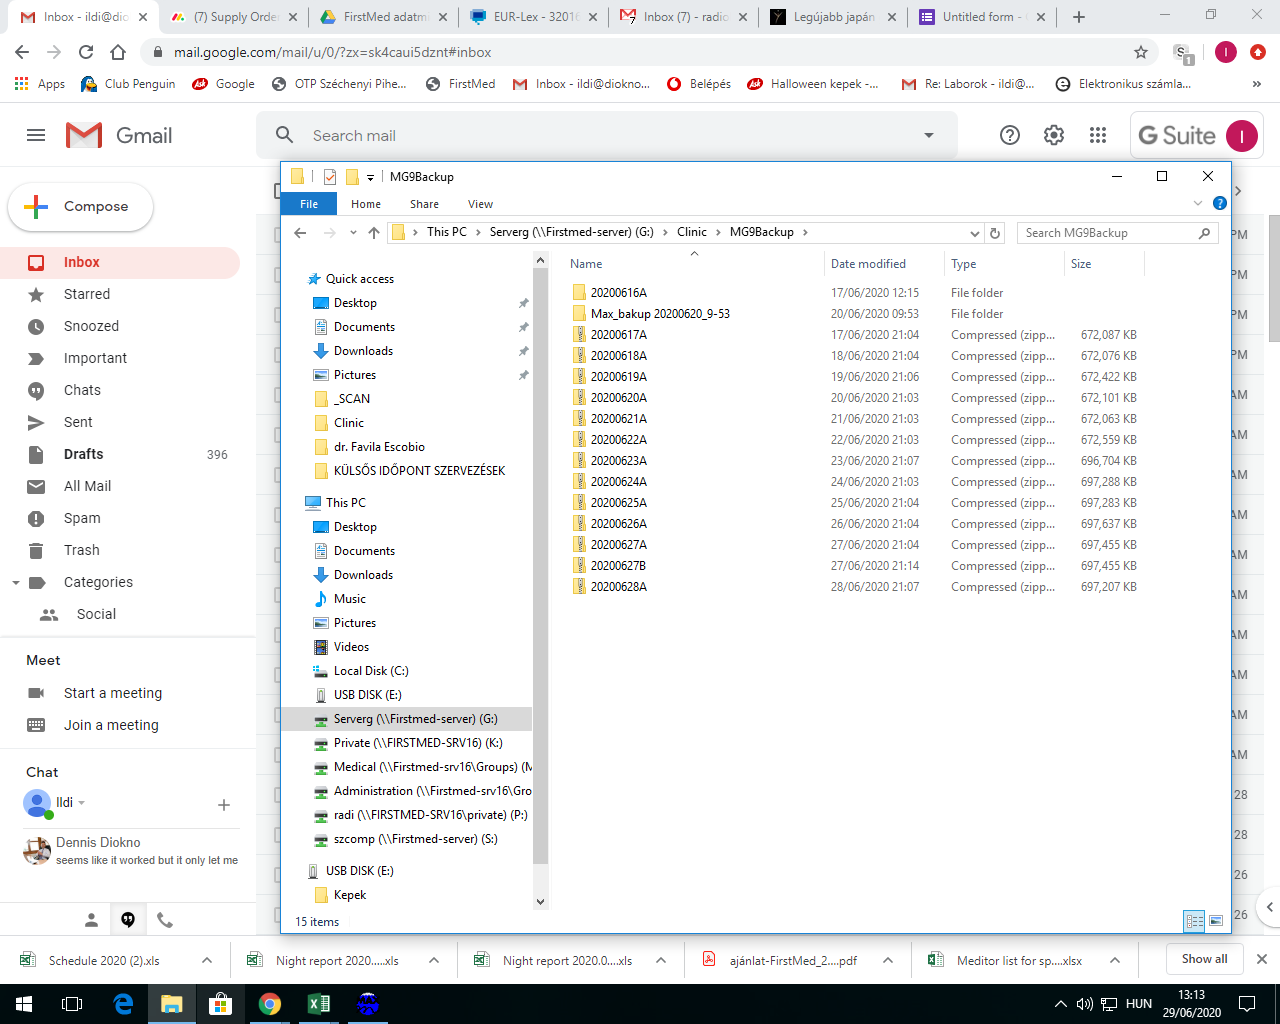 Inbox - ildi@dio
(7) Supply Orde
FirstMed adatm
EUR-Lex - 32016
Inbox (7) - radio
Legújabb japán
Untitled form -
mail.google.com/mail/u/0/?zx=sk4caui5dznt#inbox
Apps
Club Penguin
Google
OTP Széchenyi Pihe...
FirstMed
Inbox - ildi@diokno...
Belépés
Halloween kepek -...
Re: Laborok - ildi@...
Elektronikus számla...
Gmail
Search mail
G Suite
I
Compose
Inbox
Starred
Snoozed
Important
Chats
Sent
Drafts 396
All Mail
Spam
Trash
Categories
Social
Meet
Start a meeting
Join a meeting
Chat
Ildi
Dennis Diokno
seems like it worked but it only let me
MG9Backup
File Home Share View
This PC Serverg (\\Firstmed-server) (G:) Clinic MG9Backup
Search MG9Backup
Quick access
Desktop
Documents
Downloads
Pictures
_SCAN
Clinic
dr. Favila Escobio
KÜLSŐS IDŐPONT SZERVEZÉSEK
This PC
Desktop
Documents
Downloads
Music
Pictures
Videos
Local Disk (C:)
USB DISK (E:)
Serverg (\\Firstmed-server) (G:)
Private (\\FIRSTMED-SRV16) (K:)
Medical (\\Firstmed-srv16\Groups) (M
Administration (\\Firstmed-srv16\Gro
radi (\\FIRSTMED-SRV16\private) (P:)
szcomp (\\Firstmed-server) (S:)
USB DISK (E:)
Kepek
Name Date modified Type Size
20200616A 17/06/2020 12:15 File folder
Max_bakup 20200620_9-53 20/06/2020 09:53 File folder
20200617A 17/06/2020 21:04 Compressed (zipp... 672,087 KB
20200618A 18/06/2020 21:04 Compressed (zipp... 672,076 KB
20200619A 19/06/2020 21:06 Compressed (zipp... 672,422 KB
20200620A 20/06/2020 21:03 Compressed (zipp... 672,101 KB
20200621A 21/06/2020 21:03 Compressed (zipp... 672,063 KB
20200622A 22/06/2020 21:03 Compressed (zipp... 672,559 KB
20200623A 23/06/2020 21:07 Compressed (zipp... 696,704 KB
20200624A 24/06/2020 21:03 Compressed (zipp... 697,288 KB
20200625A 25/06/2020 21:04 Compressed (zipp... 697,283 KB
20200626A 26/06/2020 21:04 Compressed (zipp... 697,637 KB
20200627A 27/06/2020 21:04 Compressed (zipp... 697,455 KB
20200627B 27/06/2020 21:14 Compressed (zipp... 697,455 KB
20200628A 28/06/2020 21:07 Compressed (zipp... 697,207 KB
15 items
PM
PM
PM
PM
AM
AM
AM
AM
AM
AM
AM
AM
AM
AM
28
28
26
26
Schedule 2020 (2).xls
Night report 2020.....xls
Night report 2020.0....xls
ajánlat-FirstMed_2....pdf
Meditor list for sp....xlsx
Show all
HUN
13:13
29/06/2020